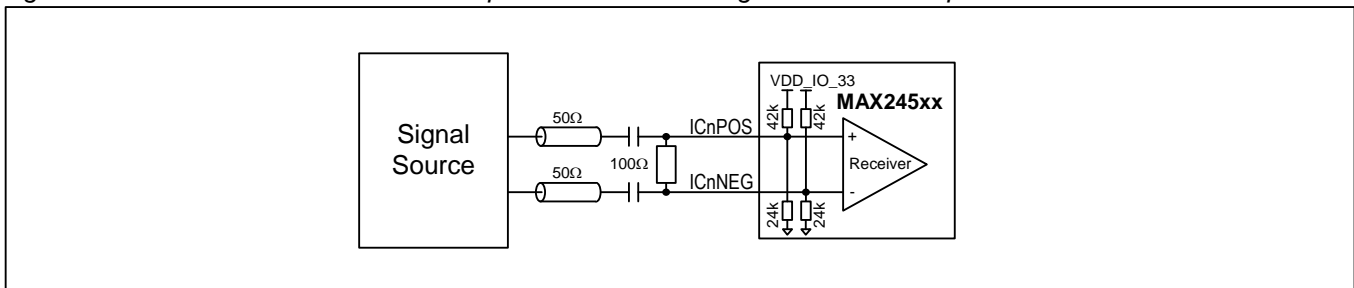 Signal
Source
50Ω
50Ω
100Ω
ICnPOS
ICnNEG
VDD_IO_33
MAX245xx
42k
42k
+
Receiver
-
24k
24k